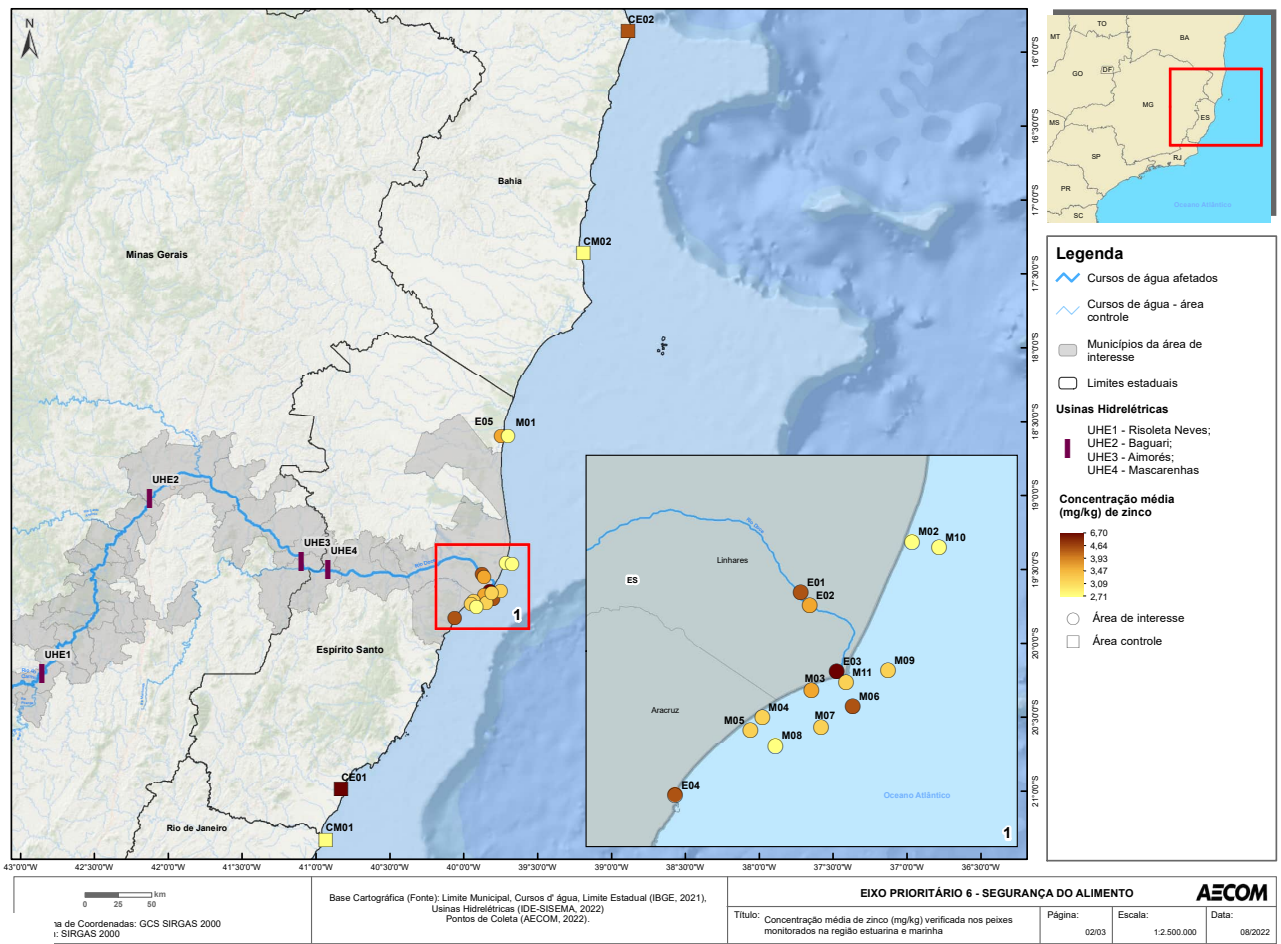 N
CE02
Bahia
Minas Gerais
CM02
E05
M01
UHE2
UHE3
UHE4
Rio Doce
1
UHE1
Espírito Santo
CE01
CM01
Rio de Janeiro
16°0'0"S
16°30'0"S
17°0'0"S
17°30'0"S
18°0'0"S
18°30'0"S
19°0'0"S
19°30'0"S
20°0'0"S
20°30'0"S
21°0'0"S
43°0'0"W
42°30'0"W
42°0'0"W
41°30'0"W
41°0'0"W
40°30'0"W
40°0'0"W
39°30'0"W
39°0'0"W
38°30'0"W
38°0'0"W
37°30'0"W
37°0'0"W
36°30'0"W
M02
M10
Rio Doce
Linhares
ES
E01
E02
E03
M09
M11
M03
M06
Aracruz
M04
M05
M07
M08
E04
Oceano Atlântico
1
TO
MT
BA
DF
GO
MG
MS
ES
SP
RJ
PR
SC
Oceano Atlântico
Legenda
Cursos de água afetados
Cursos de água - área
controle
Municípios da área de
interesse
Limites estaduais
Usinas Hidrelétricas
UHE1 - Risoleta Neves;
UHE2 - Baguari;
UHE3 - Aimorés;
UHE4 - Mascarenhas
Concentração média
(mg/kg) de zinco
6,70
4,64
3,47
3,09
2,71
Área de interesse
Área controle
km
0 25 50
na de Coordenadas: GCS SIRGAS 2000
: SIRGAS 2000
Base Cartográfica (Fonte): Limite Municipal, Cursos d' água, Limite Estadual (IBGE, 2021),
Usinas Hidrelétricas (IDE-SISEMA, 2022)
Pontos de Coleta (AECOM, 2022).
EIXO PRIORITÁRIO 6 - SEGURANÇA DO ALIMENTO
AECOM
Título: Concentração média de zinco (mg/kg) verificada nos peixes
monitorados na região estuarina e marinha
Página:
02/03
Escala:
1:2.500.000
Data:
08/2022